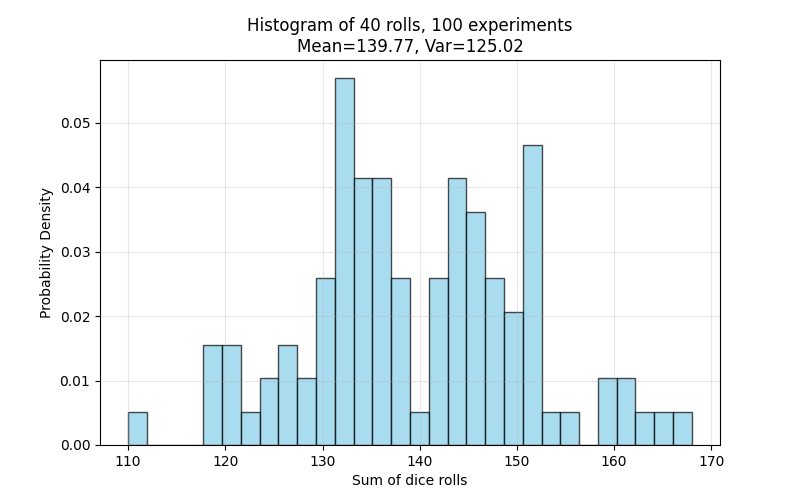 Histogram of 40 rolls, 100 experiments
Mean=139.77, Var=125.02
Probability Density
0.05
0.04
0.03
0.02
0.01
0.00
110 120 130 140 150 160 170
Sum of dice rolls